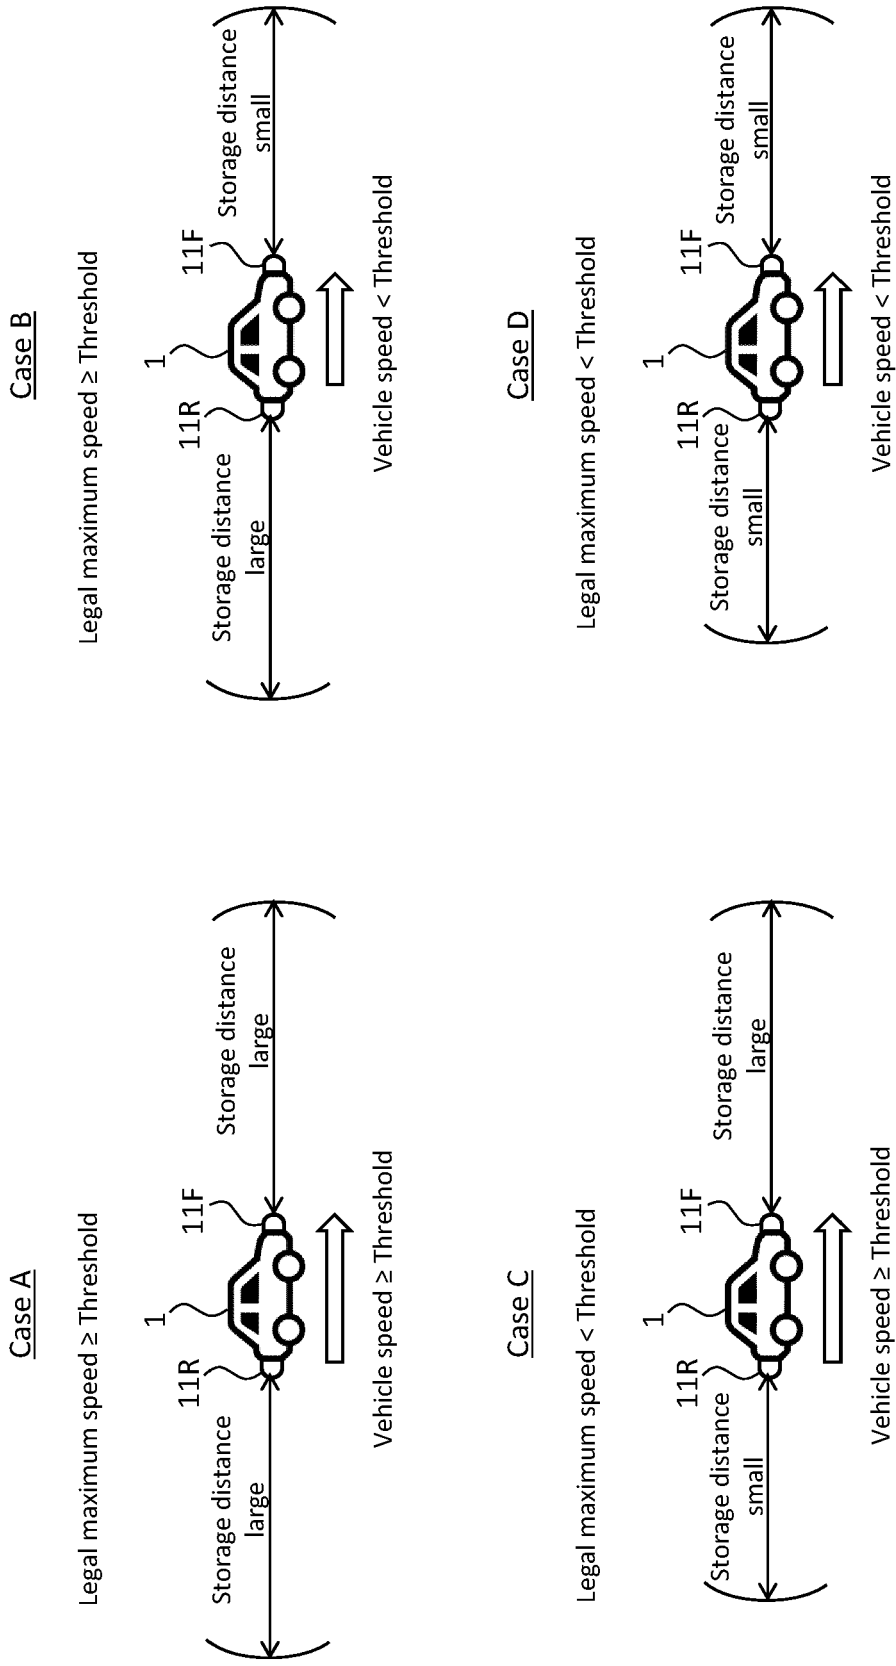 Case A
Legal maximum speed ≥ Threshold
1
11R
11F
Storage distance
large
Storage distance
large
Vehicle speed ≥ Threshold
Case B
Legal maximum speed ≥ Threshold
1
11R
11F
Storage distance
large
Storage distance
small
Vehicle speed < Threshold
Case C
Legal maximum speed < Threshold
1
11R
11F
Storage distance
small
Storage distance
large
Vehicle speed ≥ Threshold
Case D
Legal maximum speed < Threshold
1
11R
11F
Storage distance
small
Storage distance
small
Vehicle speed < Threshold